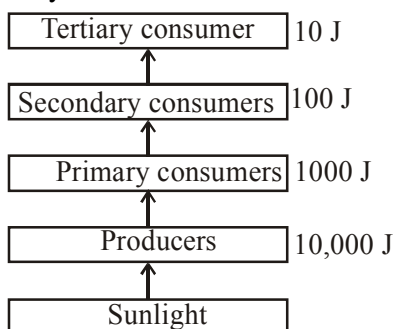 Tertiary consumer 10 J
Secondary consumers 100 J
Primary consumers 1000 J
Producers 10,000 J
Sunlight